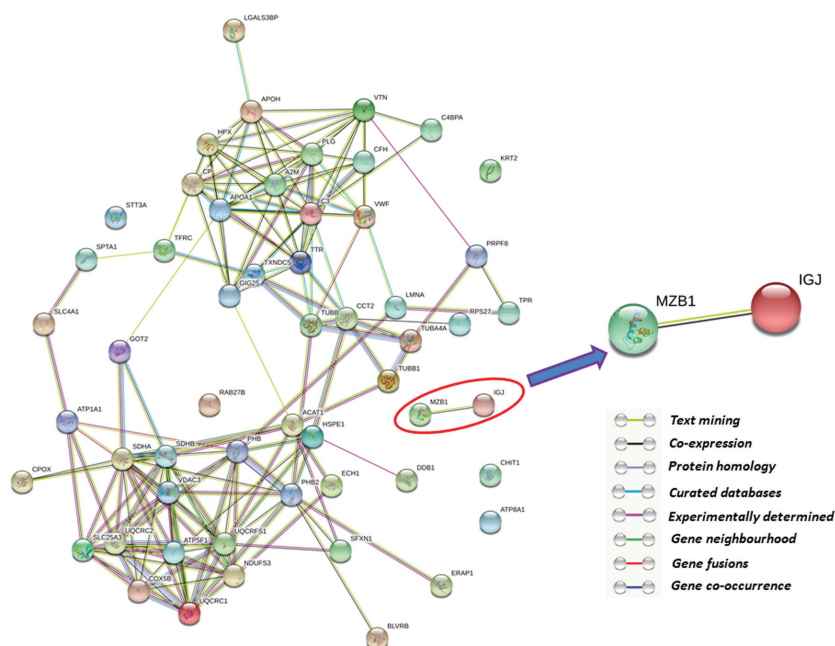 LGALS3BP
APOH
VTN
C4BPA
HPX
PLG
CFH
KRT2
CP
A2M
APOA1
C3
VWF
STT3A
TFRC
SPTA1
TTR
PRPF8
TXNDC5
GIG25
LMNA
TPR
SLC4A1
TUBB
CCT2
RPS27
TUBA4A
GOT2
TUBB1
RAB27B
MZB1
IGJ
MZB1
IGJ
ATP1A1
ACAT1
HSPE1
SDHA
SDHB
PHB
CPOX
VDAC3
PHB2
ECH1
DDB1
CHIT1
ATP8A1
SLC25A3
UQCRC2
ATP5F1
UQCRFS1
SFXN1
NDUFS3
COX5B
ERAP1
UQCRC1
BLVRB
Text mining
Co-expression
Protein homology
Curated databases
Experimentally determined
Gene neighbourhood
Gene fusions
Gene co-occurrence